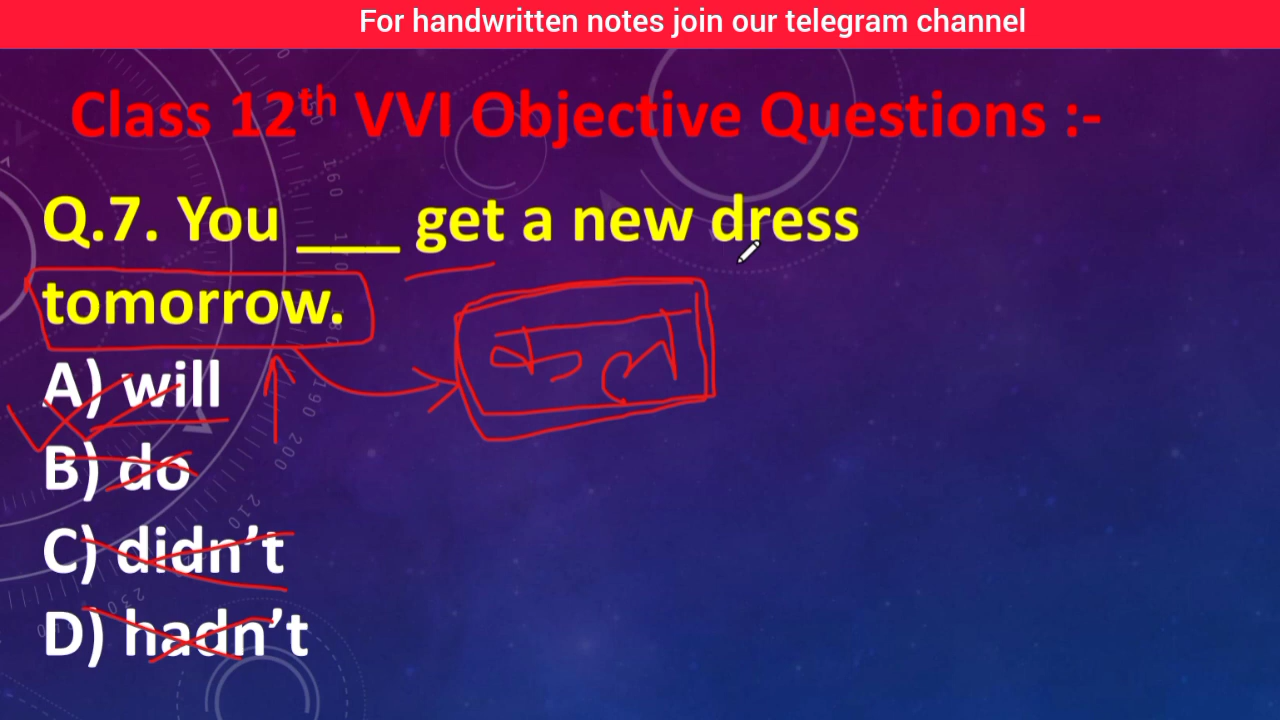 For handwritten notes join our telegram channel
Class 12th VVI Objective Questions :-
Q.7. You ___ get a new dress
tomorrow.
कल
A) will
B) do
C) didn't
D) hadn't